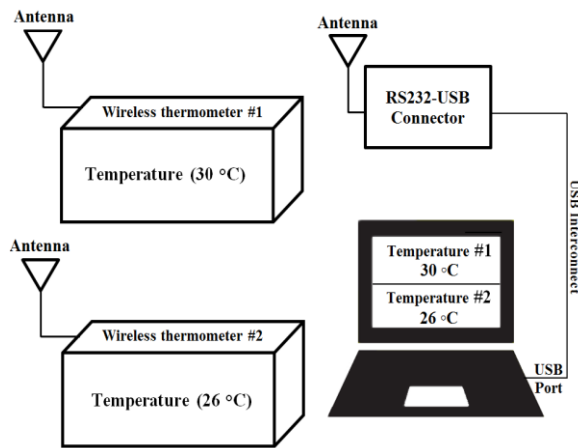 Antenna
Wireless thermometer #1
Temperature (30 °C)
Antenna
Wireless thermometer #2
Temperature (26 °C)
Antenna
RS232-USB
Connector
USB Interconnect
Temperature #1
30 °C
Temperature #2
26 °C
USB
Port